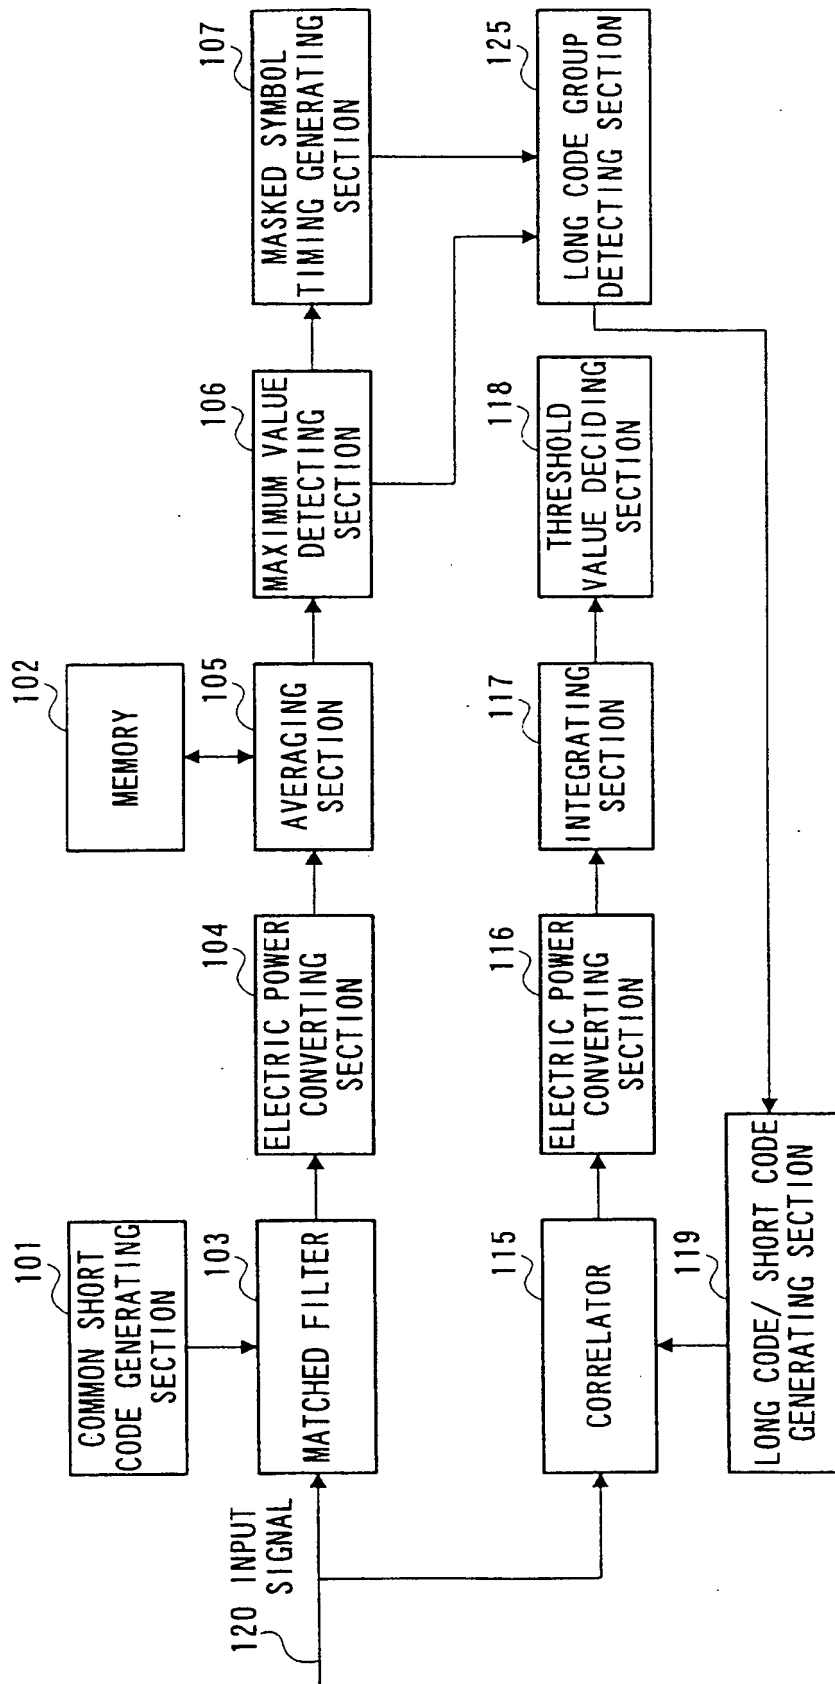 101
COMMON SHORT
CODE GENERATING
SECTION
102
MEMORY
120 INPUT
SIGNAL
103
MATCHED FILTER
104
ELECTRIC POWER
CONVERTING
SECTION
105
AVERAGING
SECTION
106
MAXIMUM VALUE
DETECTING
SECTION
107
MASKED SYMBOL
TIMING GENERATING
SECTION
115
CORRELATOR
116
ELECTRIC POWER
CONVERTING
SECTION
117
INTEGRATING
SECTION
118
THRESHOLD
VALUE DECIDING
SECTION
125
LONG CODE GROUP
DETECTING SECTION
119
LONG CODE/ SHORT CODE
GENERATING SECTION